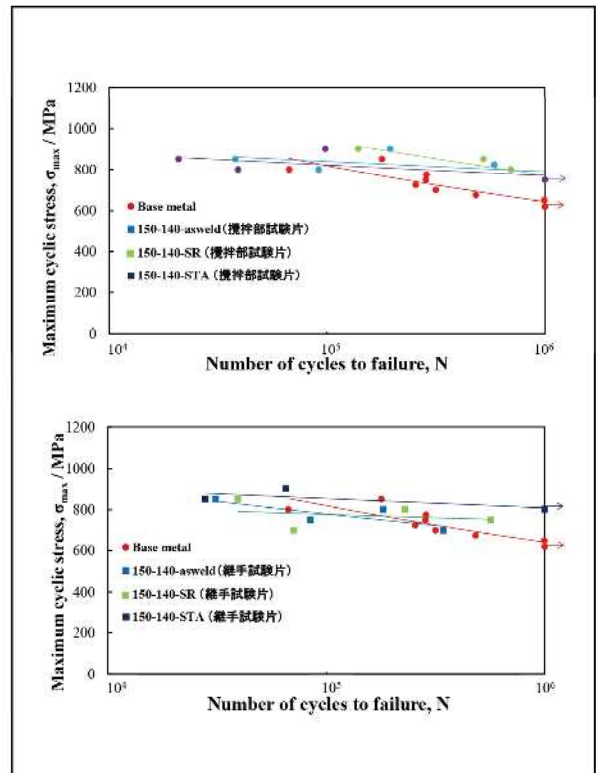 1200
1000
800
600
400
200
0
Maximum cyclic stress, σmax / MPa
Base metal
150-140-asweld (攪拌部試験片)
150-140-SR (攪拌部試験片)
150-140-STA (攪拌部試験片)
10⁴ 10⁵ 10⁶
Number of cycles to failure, N
1200
1000
800
600
400
200
0
Maximum cyclic stress, σmax / MPa
Base metal
150-140-asweld (継手試験片)
150-140-SR (継手試験片)
150-140-STA (継手試験片)
10⁴ 10⁵ 10⁶
Number of cycles to failure, N